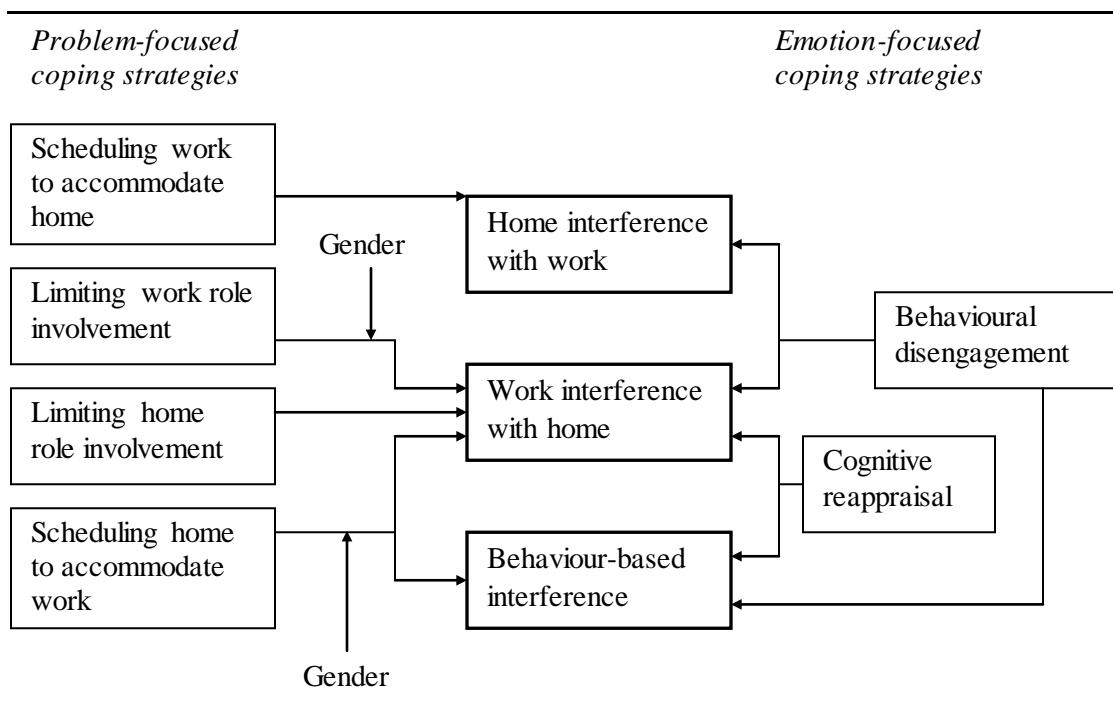 Problem-focused
coping strategies
Emotion-focused
coping strategies
Scheduling work
to accommodate
home
Gender
Home interference
with work
Limiting work role
involvement
Behavioural
disengagement
Work interference
with home
Limiting home
role involvement
Cognitive
reappraisal
Scheduling home
to accommodate
work
Behaviour-based
interference
Gender